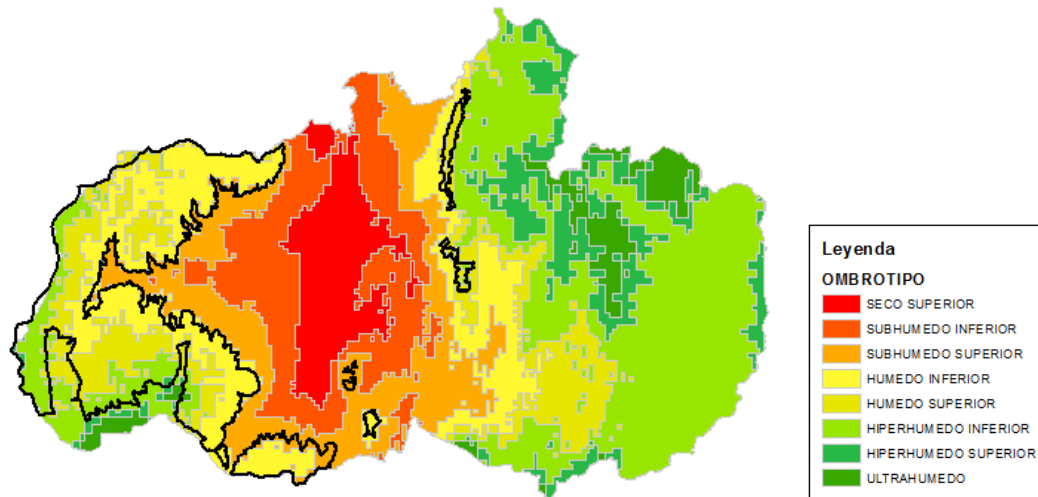 Leyenda
OMBROTIPO
SECO SUPERIOR
SUBHUMEDO INFERIOR
SUBHUMEDO SUPERIOR
HUMEDO INFERIOR
HUMEDO SUPERIOR
HIPERHUMEDO INFERIOR
HIPERHUMEDO SUPERIOR
ULTRAHUMEDO